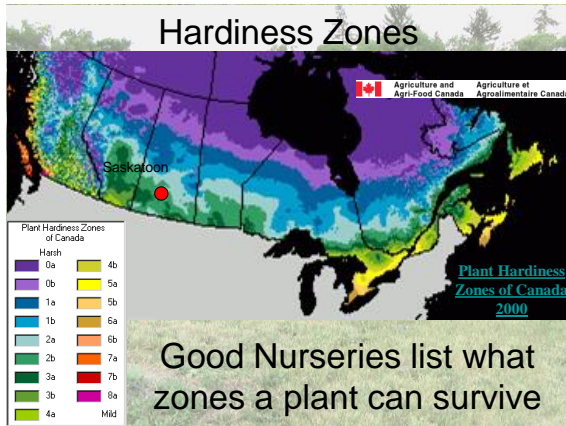 Hardiness Zones
Agriculture and Agriculture et
Agri-Food Canada Agroalimentaire Canada
Saskatoon
Plant Hardiness Zones
of Canada
Harsh
0a 4b
0b 5a
1a 5b
1b 6a
2a 6b
2b 7a
3a 7b
3b 8a
4a Mild
Plant Hardiness
Zones of Canada
2000
Good Nurseries list what
zones a plant can survive